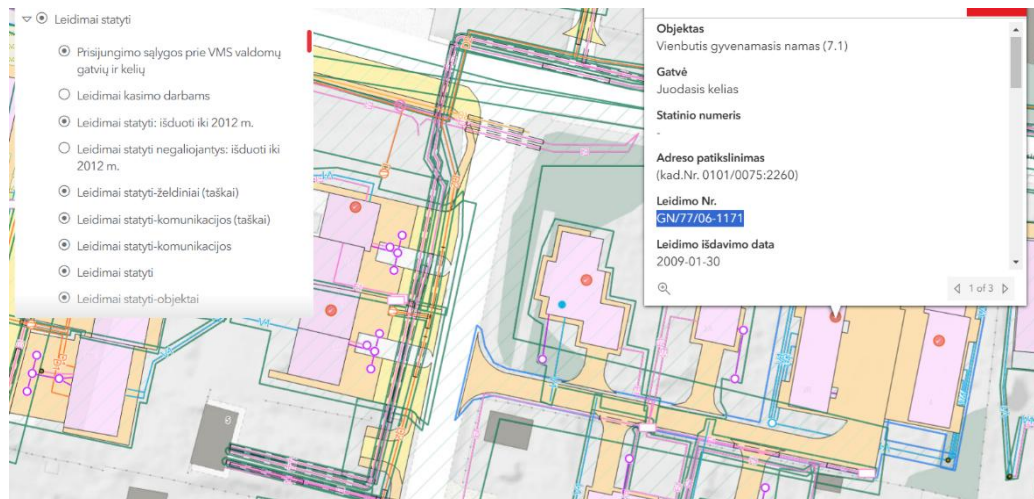 Leidimai statyti
Prisijungimo sąlygos prie VMS valdomų
gatvių ir kelių
Leidimai kasimo darbams
Leidimai statyti: išduoti iki 2012 m.
Leidimai statyti negaliojantys: išduoti iki
2012 m.
Leidimai statyti-želdiniai (taškai)
Leidimai statyti-komunikacijos (taškai)
Leidimai statyti-komunikacijos
Leidimai statyti
Leidimai statyti-objektai
Objektas
Vienbutis gyvenamasis namas (7.1)
Gatvė
Juodasis kelias
Statinio numeris
-
Adreso patikslinimas
(kad.Nr. 0101/0075:2260)
Leidimo Nr.
GN/77/06-1171
Leidimo išdavimo data
2009-01-30
1 of 3